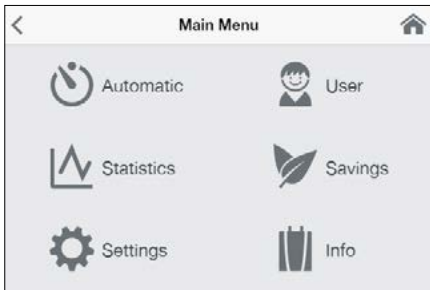 Main Menu
Automatic
User
Statistics
Savings
Settings
Info